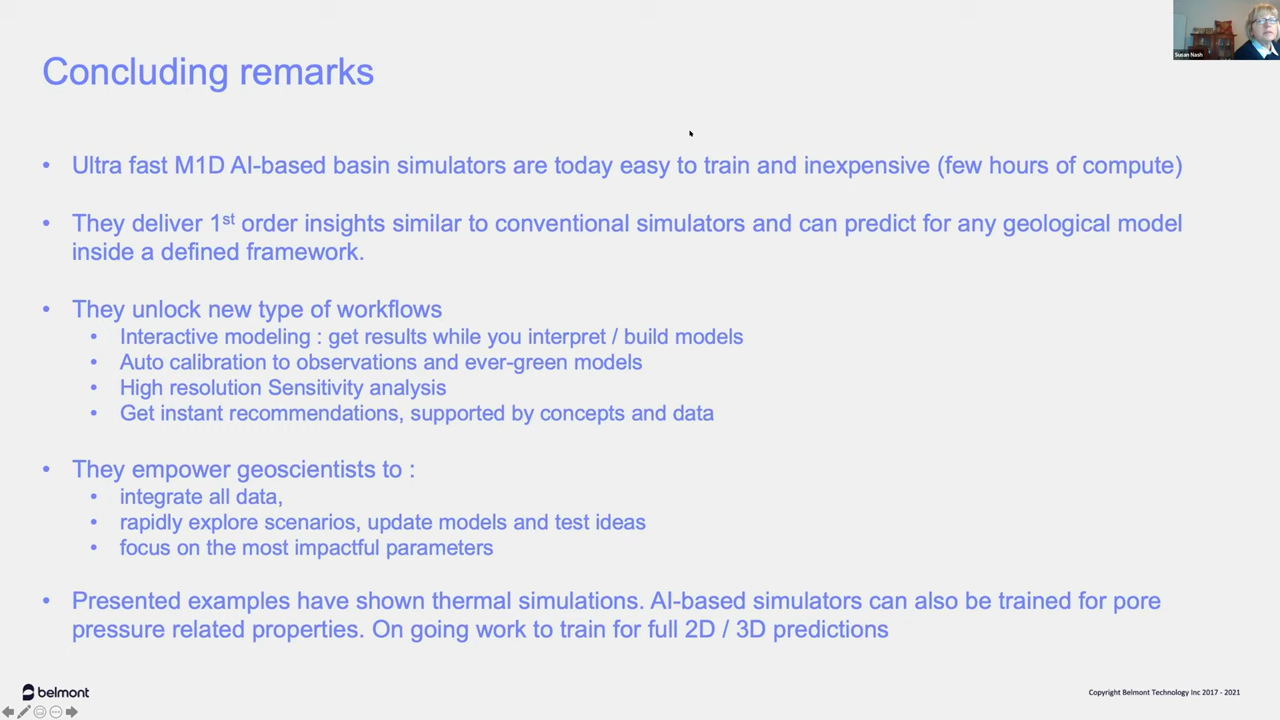 Susan Nash
Concluding remarks
• Ultra fast M1D AI-based basin simulators are today easy to train and inexpensive (few hours of compute)
• They deliver 1st order insights similar to conventional simulators and can predict for any geological model
inside a defined framework.
• They unlock new type of workflows
• Interactive modeling : get results while you interpret / build models
• Auto calibration to observations and ever-green models
• High resolution Sensitivity analysis
• Get instant recommendations, supported by concepts and data
• They empower geoscientists to :
• integrate all data,
• rapidly explore scenarios, update models and test ideas
• focus on the most impactful parameters
• Presented examples have shown thermal simulations. AI-based simulators can also be trained for pore
pressure related properties. On going work to train for full 2D / 3D predictions
belmont
Copyright Belmont Technology Inc 2017 - 2021